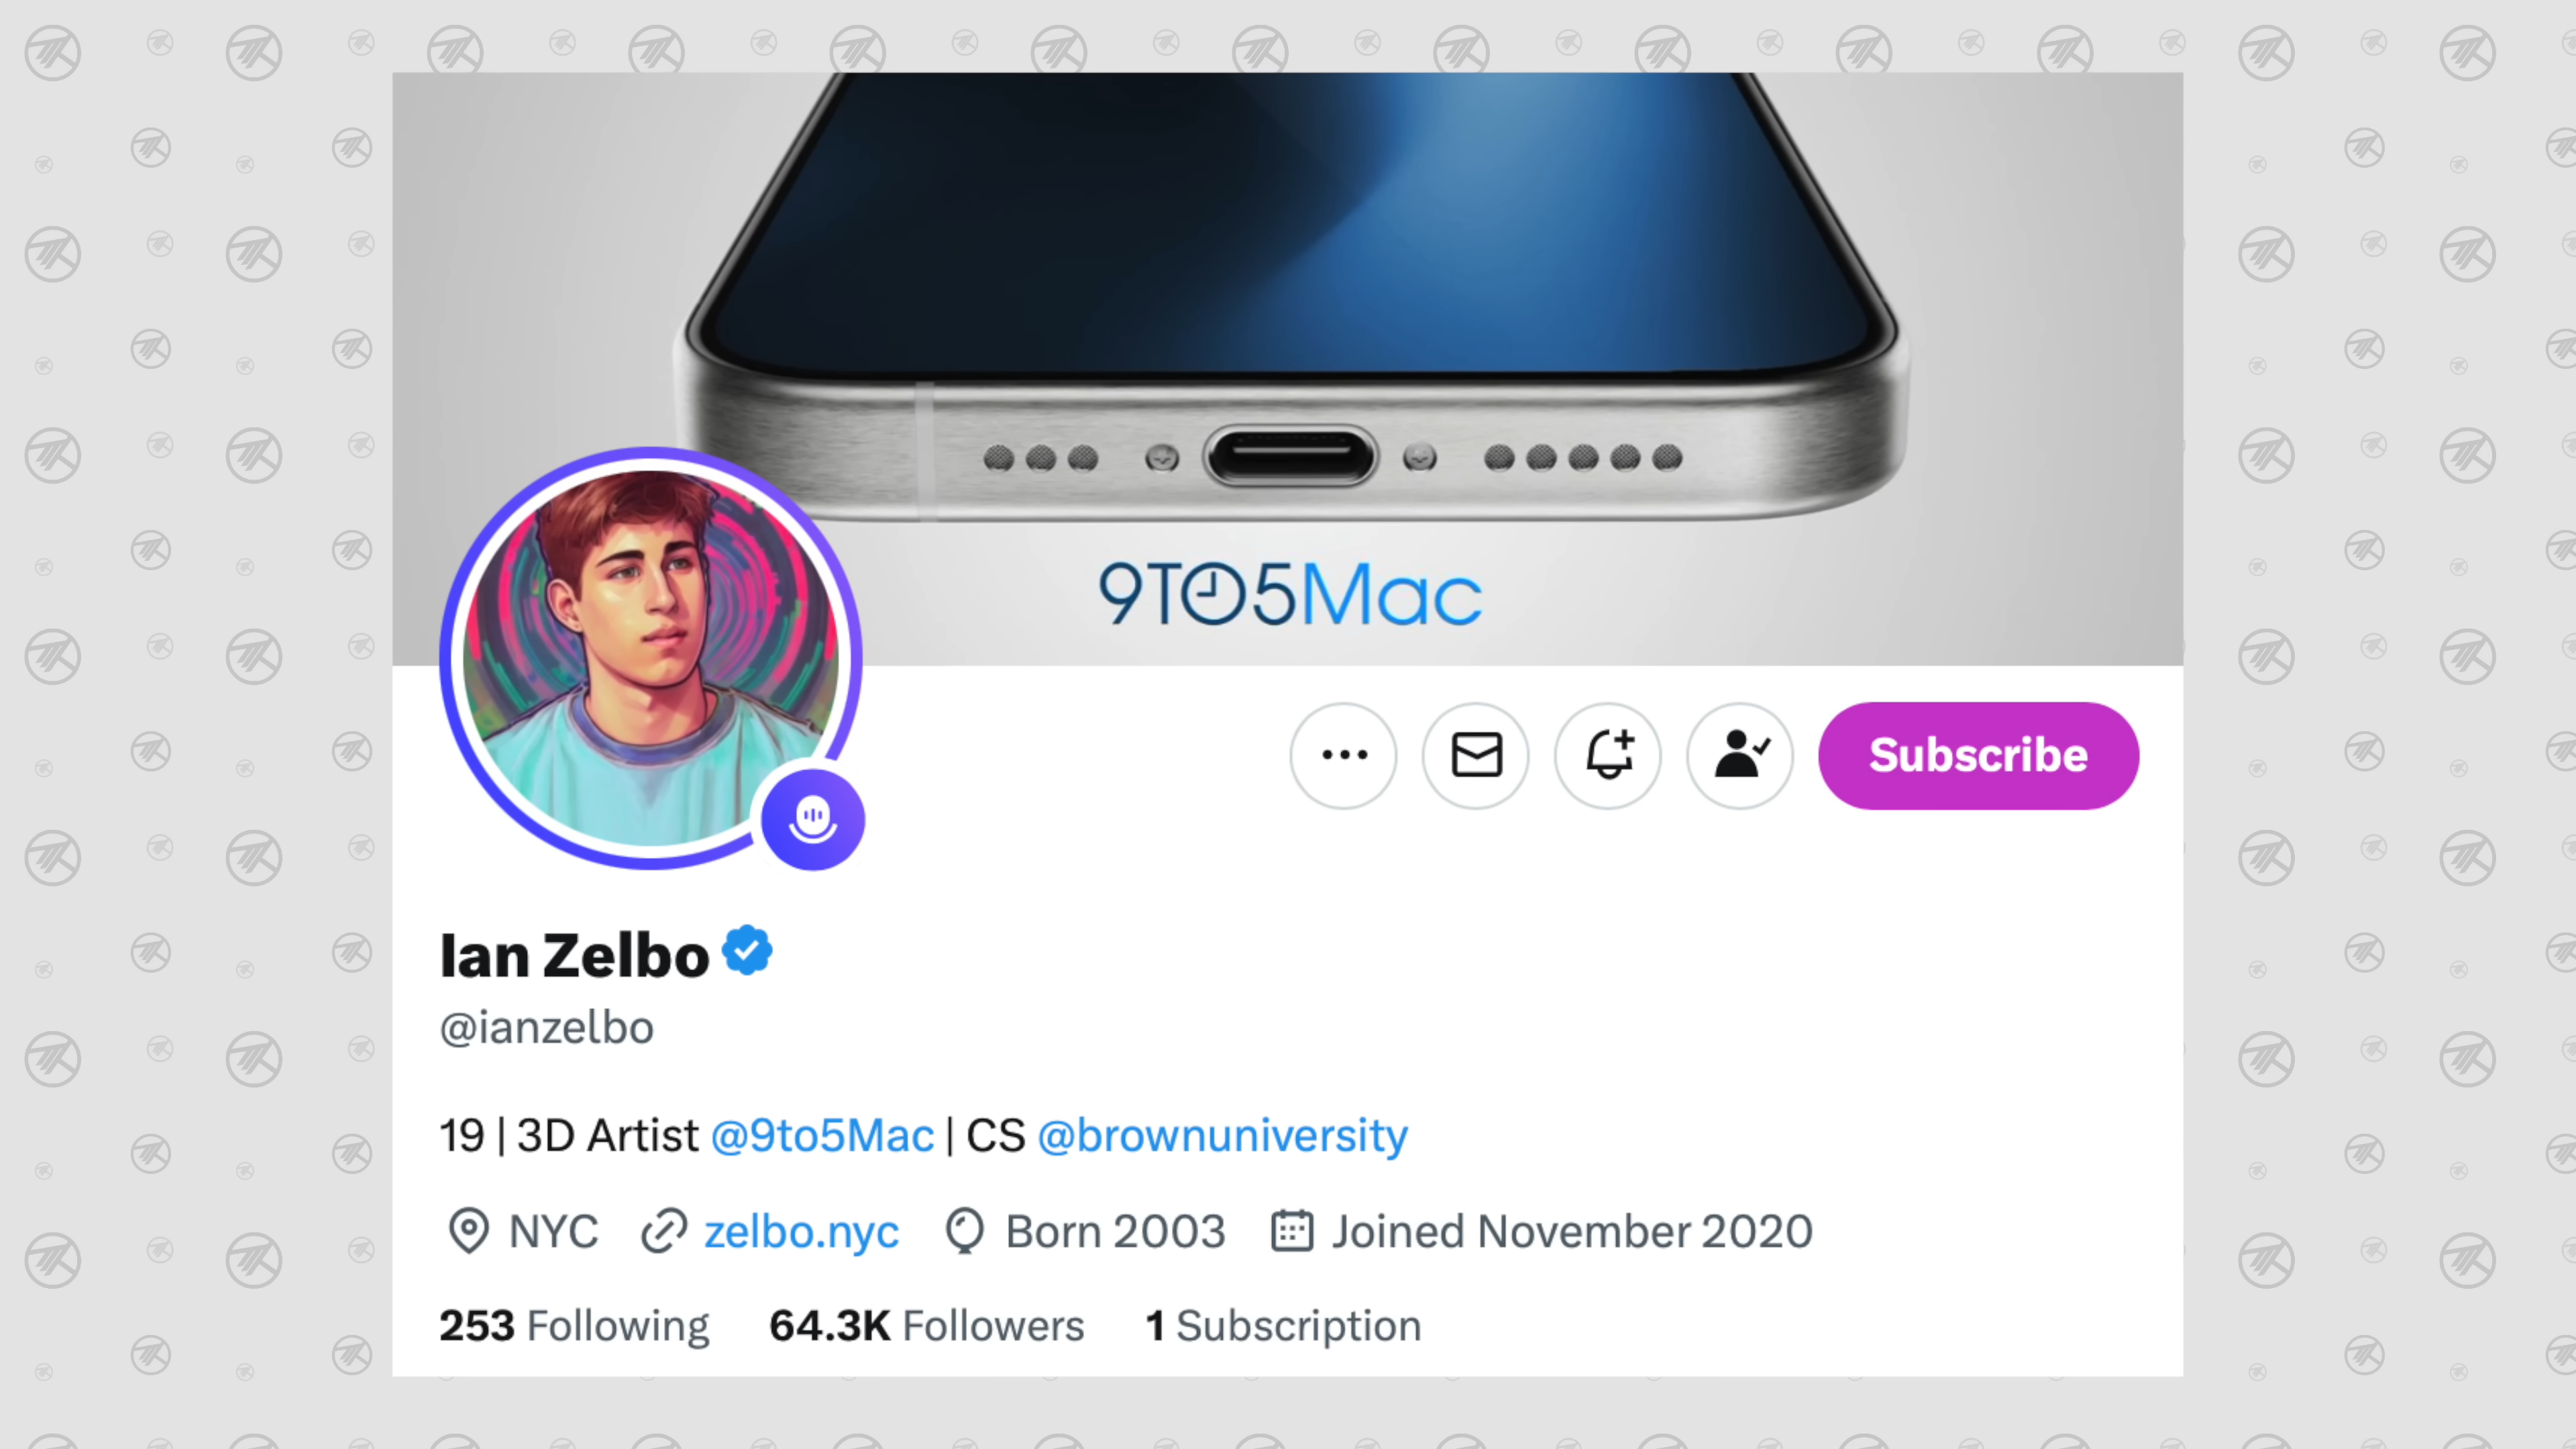 9TO5Mac
Subscribe
Ian Zelbo
@ianzelbo
19 | 3D Artist @9to5Mac | CS @brownuniversity
NYC zelbo.nyc Born 2003 Joined November 2020
253 Following 64.3K Followers 1 Subscription